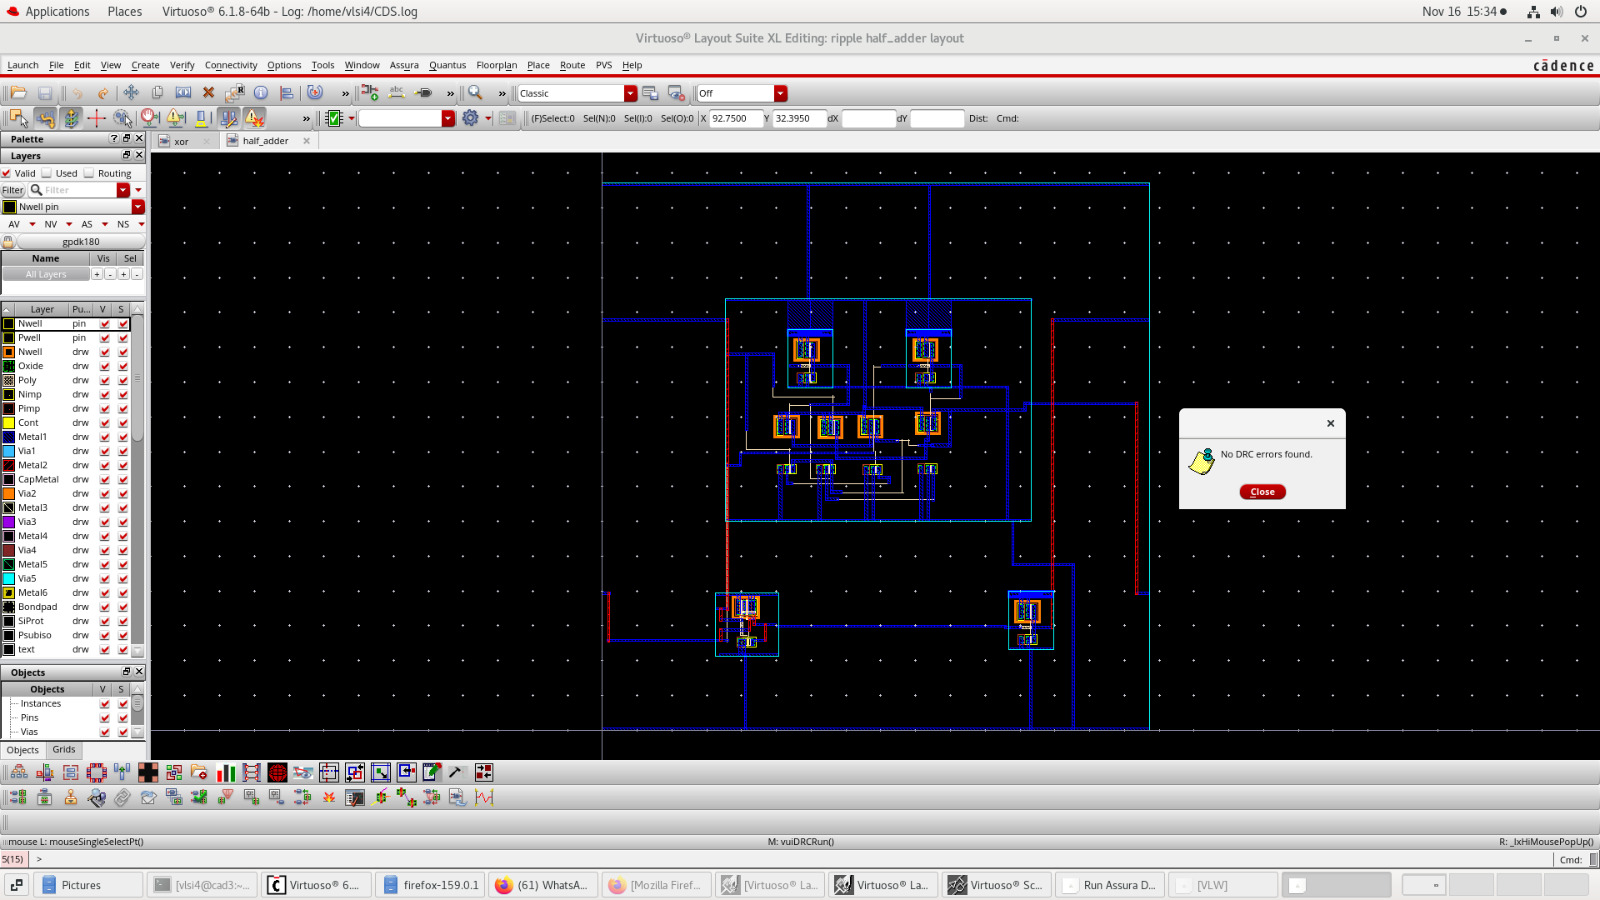 Applications Places Virtuoso® 6.1.8-64b - Log: /home/vlsi4/CDS.log Nov 16 15:34
Virtuoso® Layout Suite XL Editing: ripple half_adder layout
Launch File Edit View Create Verify Connectivity Options Tools Window Assura Quantus Floorplan Place Route PVS Help cādence
» » » » Classic Off
» (F)Select:0 Sel(N):0 Sel(I):0 Sel(O):0 X 92.7500 Y 32.3950 dX dY Dist: Cmd:
Palette ?
xor half_adder
Layers
Valid Used Routing
Filter Filter
Nwell pin
AV NV AS NS
gpdk180
Name Vis Sel
All Layers + - + -
Layer Pu... V S
Nwell pin
Pwell pin
Nwell drw
Oxide drw
Poly drw
Nimp drw
Pimp drw
Cont drw
Metal1 drw
Via1 drw
Metal2 drw
CapMetal drw
Via2 drw
Metal3 drw
Via3 drw
Metal4 drw
Via4 drw
Metal5 drw
Via5 drw
Metal6 drw
Bondpad drw
SiProt drw
Psubiso drw
text drw
No DRC errors found.
Close
Objects
Objects V S
Instances
Pins
Vias
Objects Grids
mouse L: mouseSingleSelectPt() M: vuiDRCRun() R: _lxHiMousePopUp()
5(15) > Cmd:
Pictures [vlsi4@cad3:~... Virtuoso® 6.... firefox-159.0.1 (61) WhatsA... [Mozilla Firef... [Virtuoso® La... Virtuoso® La... Virtuoso® Sc... Run Assura D... [VLW]